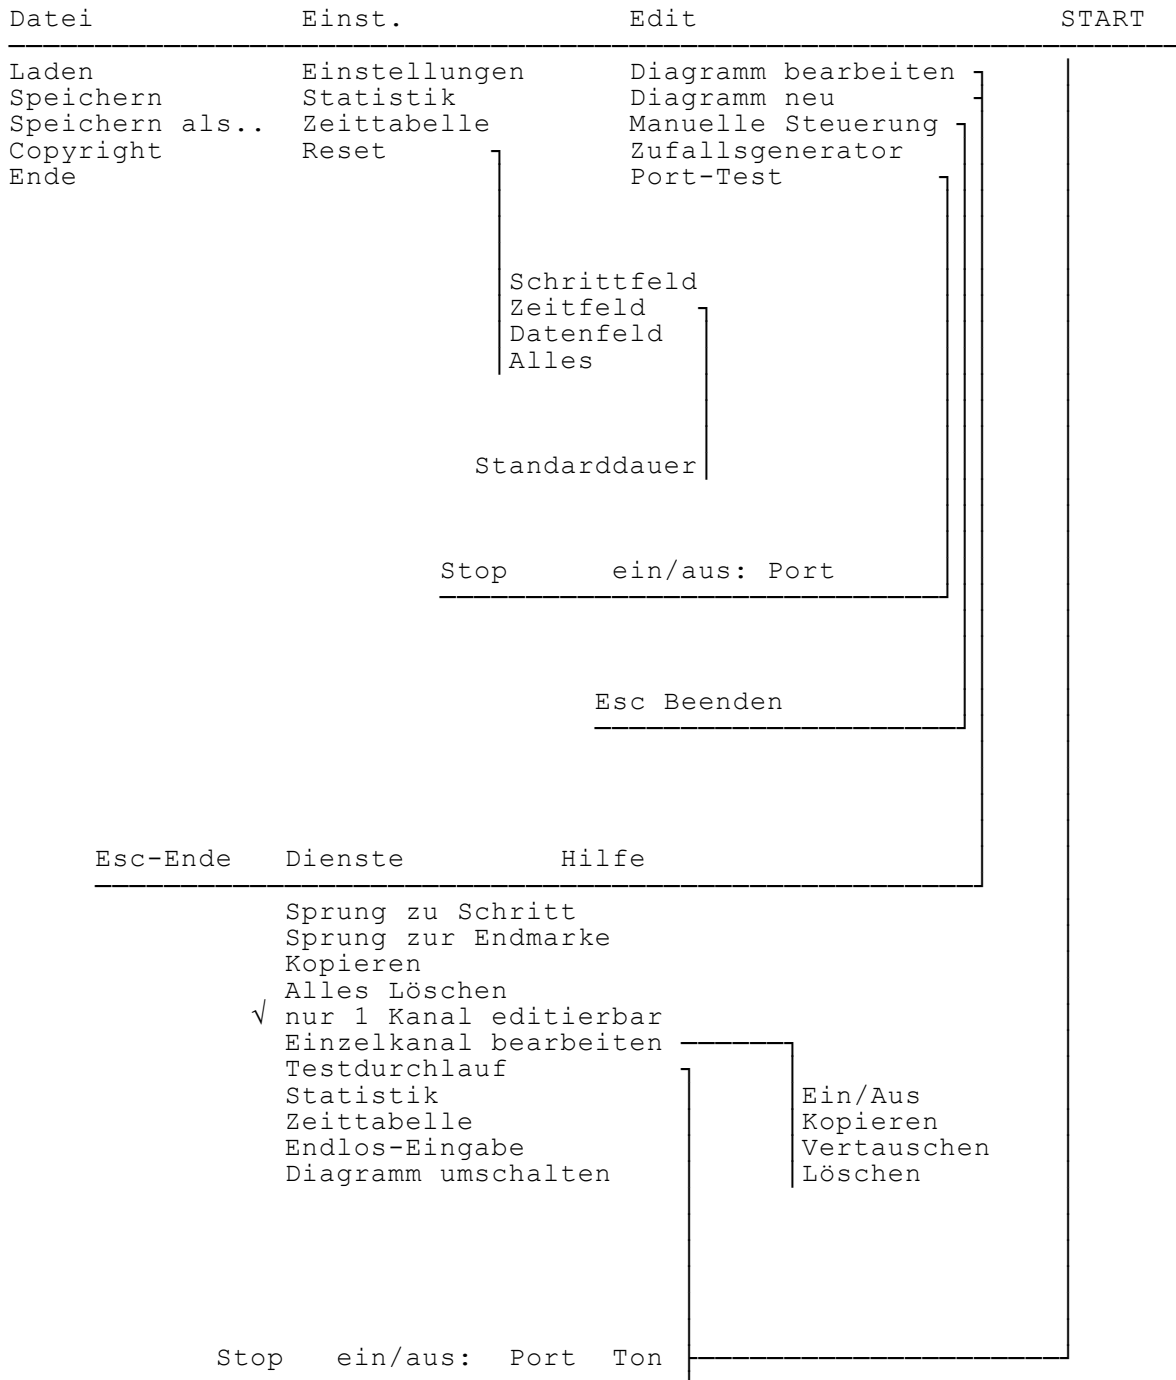 Datei Einst. Edit START
Laden Einstellungen Diagramm bearbeiten
Speichern Statistik Diagramm neu
Speichern als.. Zeittabelle Manuelle Steuerung
Copyright Reset Zufallsgenerator
Ende Port-Test
Schrittfeld
Zeitfeld
Datenfeld
Alles
Standarddauer
Stop ein/aus: Port
Esc Beenden
Esc-Ende Dienste Hilfe
Sprung zu Schritt
Sprung zur Endmarke
Kopieren
Alles Löschen
√ nur 1 Kanal editierbar
Einzelkanal bearbeiten
Testdurchlauf
Statistik Ein/Aus
Zeittabelle Kopieren
Endlos-Eingabe Vertauschen
Diagramm umschalten Löschen
Stop ein/aus: Port Ton